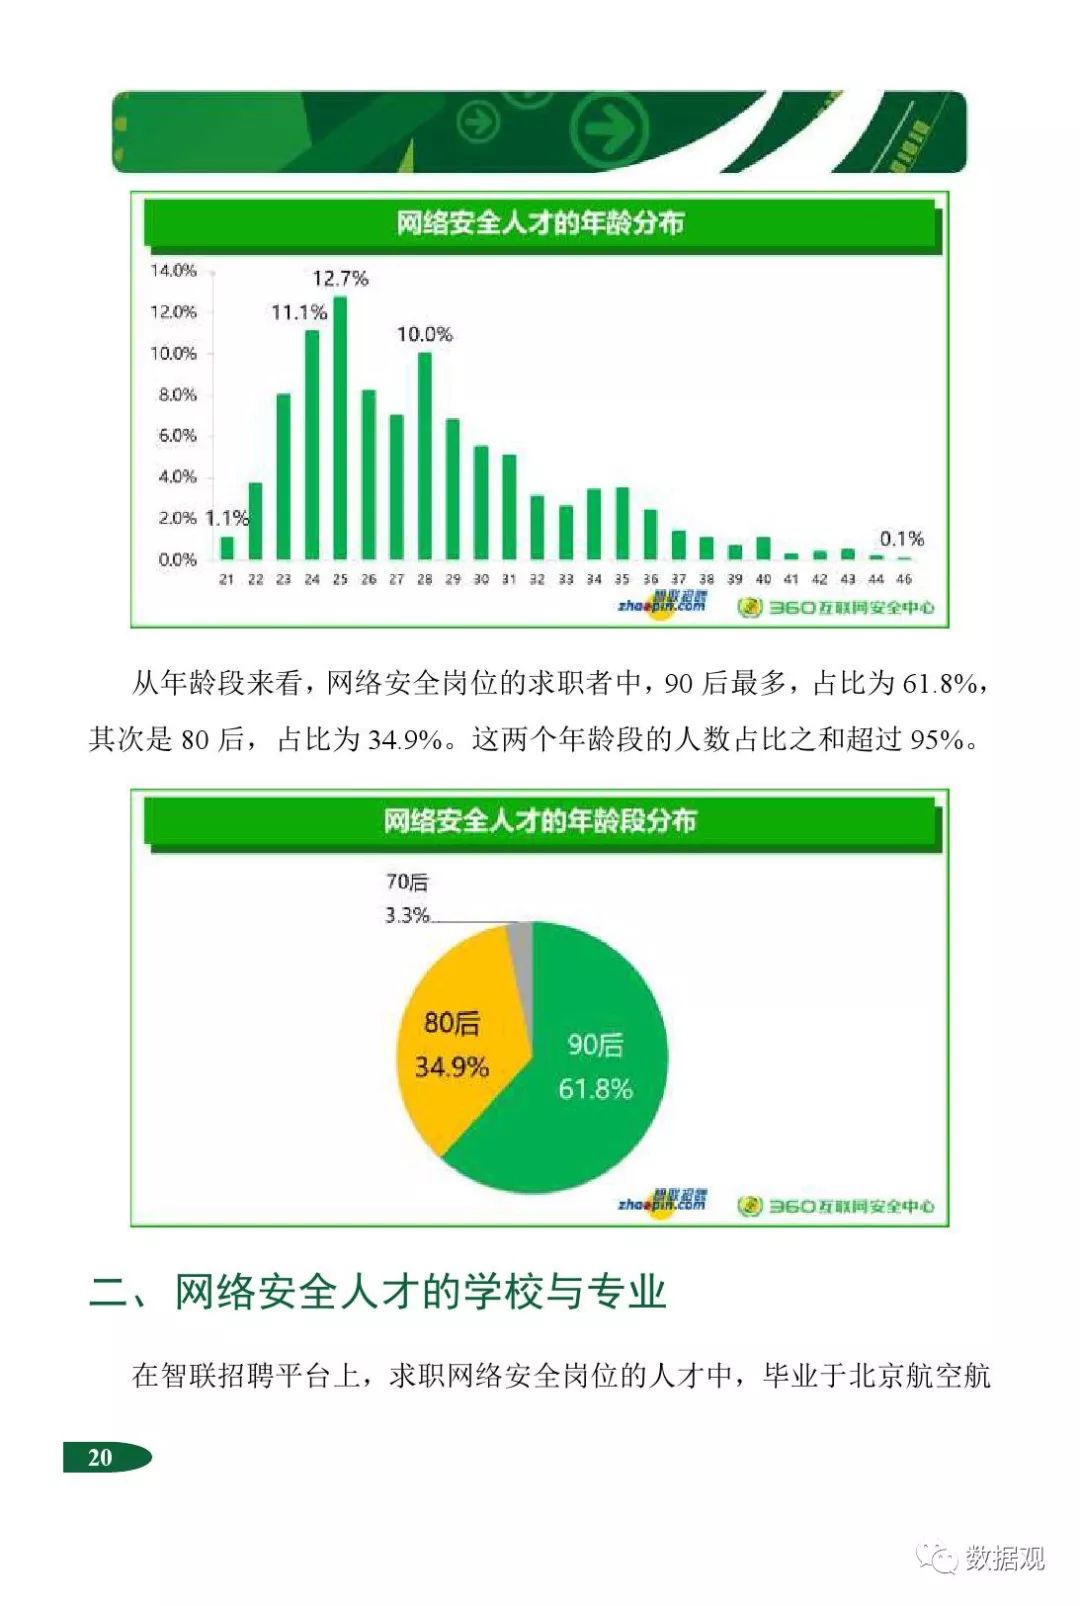 网络安全人才的年龄分布
14.0%
12.0%
10.0%
8.0%
6.0%
4.0%
2.0%
0.0%
1.1%
11.1%
12.7%
10.0%
0.1%
21 22 23 24 25 26 27 28 29 30 31 32 33 34 35 36 37 38 39 40 41 42 43 44 46
智联招聘
zhaopin.com
360互联网安全中心
从年龄段来看，网络安全岗位的求职者中，90 后最多，占比为 61.8%，
其次是 80 后，占比为 34.9%。这两个年龄段的人数占比之和超过 95%。
网络安全人才的年龄段分布
70后
3.3%
80后
34.9%
90后
61.8%
智联招聘
zhaopin.com
360互联网安全中心
二、网络安全人才的学校与专业
在智联招聘平台上，求职网络安全岗位的人才中，毕业于北京航空航
20
数据观